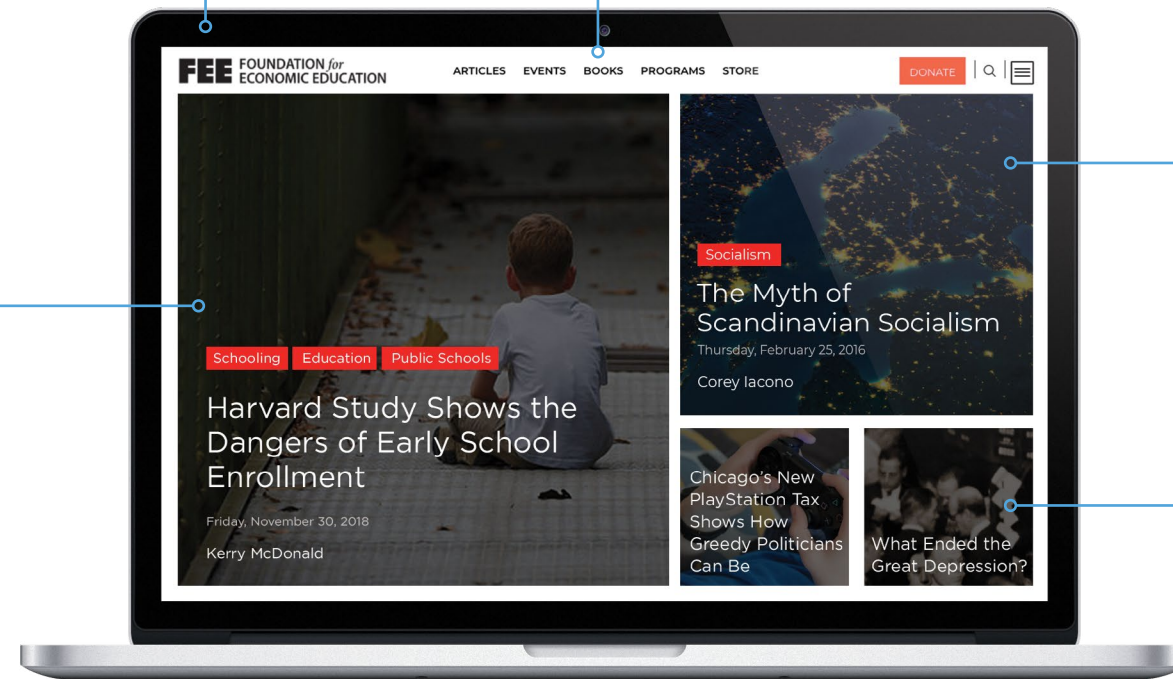 FEE FOUNDATION for
ECONOMIC EDUCATION
ARTICLES EVENTS BOOKS PROGRAMS STORE
DONATE
Schooling Education Public Schools
Harvard Study Shows the
Dangers of Early School
Enrollment
Friday, November 30, 2018
Kerry McDonald
Socialism
The Myth of
Scandinavian Socialism
Thursday, February 25, 2016
Corey Iacono
Chicago's New
PlayStation Tax
Shows How
Greedy Politicians
Can Be
What Ended the
Great Depression?